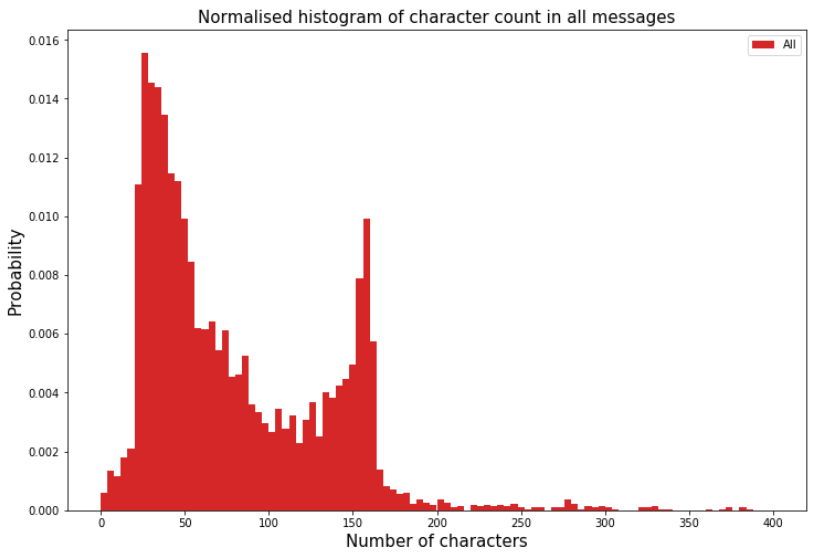 Normalised histogram of character count in all messages
All
0.016
0.014
0.012
0.010
0.008
0.006
0.004
0.002
0.000
Probability
0 50 100 150 200 250 300 350 400
Number of characters